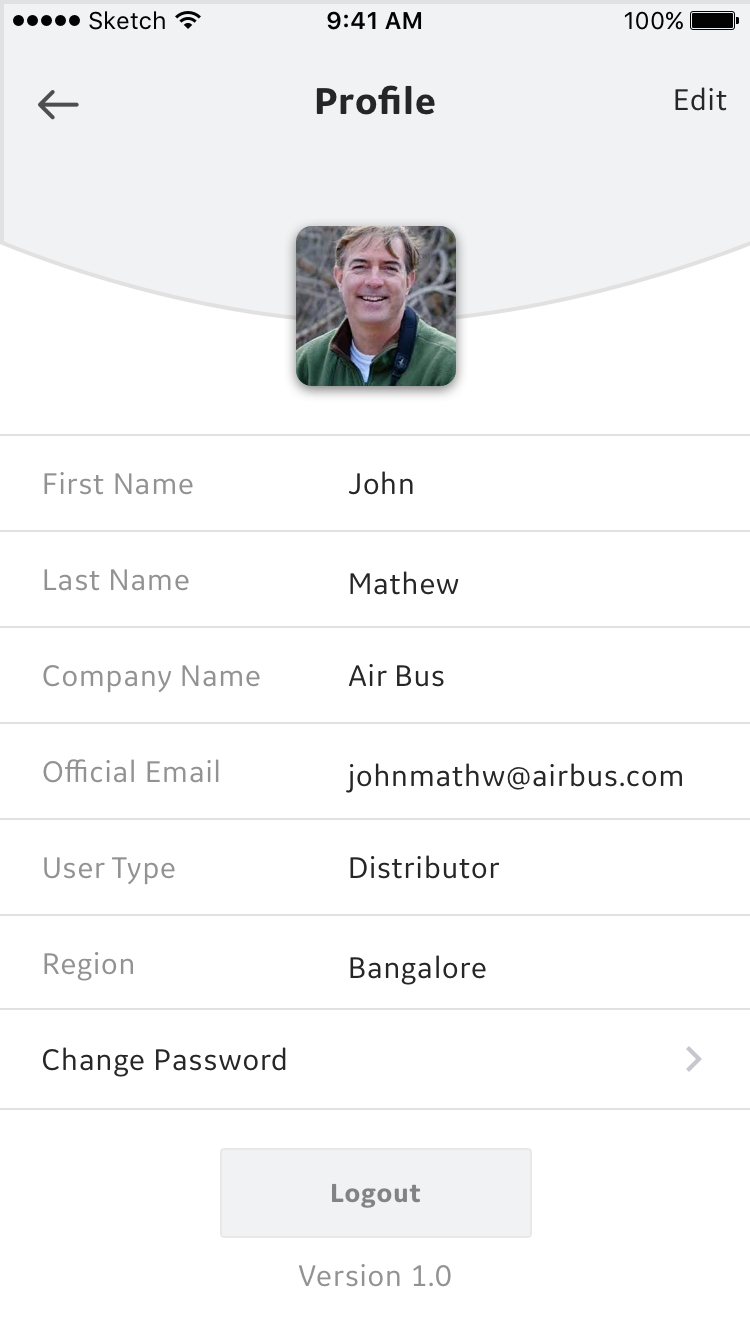 Sketch 9:41 AM 100%
Profile Edit
First Name John
Last Name Mathew
Company Name Air Bus
Official Email johnmathw@airbus.com
User Type Distributor
Region Bangalore
Change Password
Logout
Version 1.0